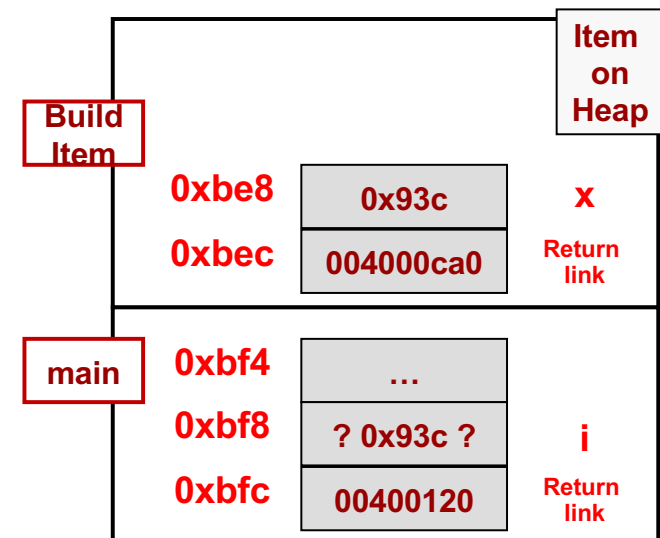 Item
on
Heap
Build
Item
0xbe8 0x93c x
0xbec 004000ca0 Return
link
main
0xbf4 …
0xbf8 ? 0x93c ? i
0xbfc 00400120 Return
link